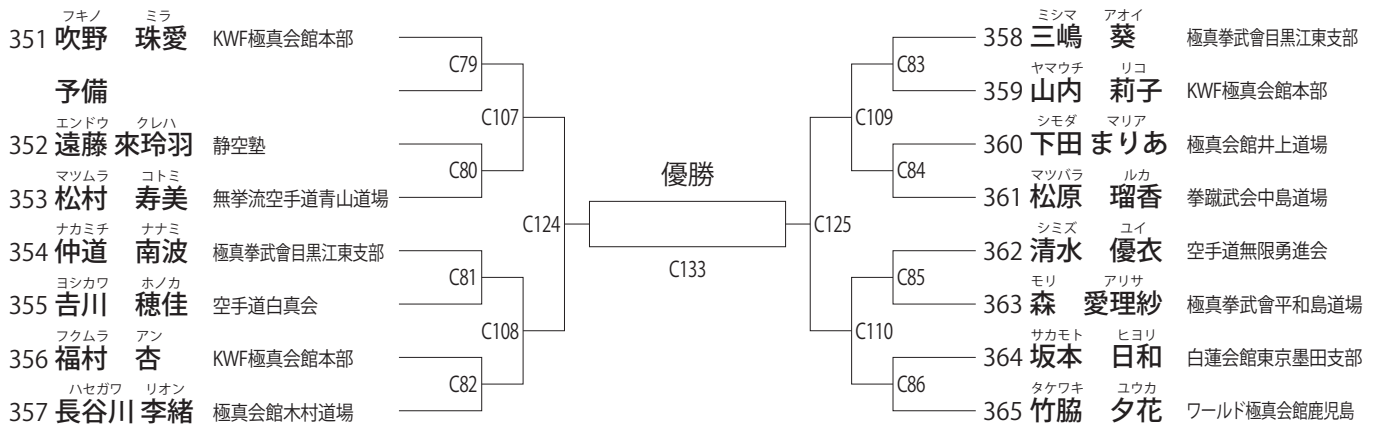 フキノ ミラ
351 吹野 珠愛 KWF極真会館本部
C79
予備
C107
エンドウ クレハ
352 遠藤 來玲羽 静空塾
C80
マツムラ コトミ
353 松村 寿美 無挙流空手道青山道場
C124
ナカミチ ナナミ
354 仲道 南波 極真拳武會目黒江東支部
C81
ヨシカワ ホノカ
355 𠮷川 穂佳 空手道白真会
C108
フクムラ アン
356 福村 杏 KWF極真会館本部
C82
ハセガワ リオン
357 長谷川 李緒 極真会館木村道場
優勝
C133
ミシマ アオイ
358 三嶋 葵 極真拳武會目黒江東支部
C83
ヤマウチ リコ
359 山内 莉子 KWF極真会館本部
C109
シモダ マリア
360 下田 まりあ 極真会館井上道場
C84
マツバラ ルカ
361 松原 瑠香 拳蹴武会中島道場
C125
シミズ ユイ
362 清水 優衣 空手道無限勇進会
C85
モリ アリサ
363 森 愛理紗 極真拳武會平和島道場
C110
サカモト ヒヨリ
364 坂本 日和 白蓮会館東京墨田支部
C86
タケワキ ユウカ
365 竹脇 夕花 ワールド極真会館鹿児島